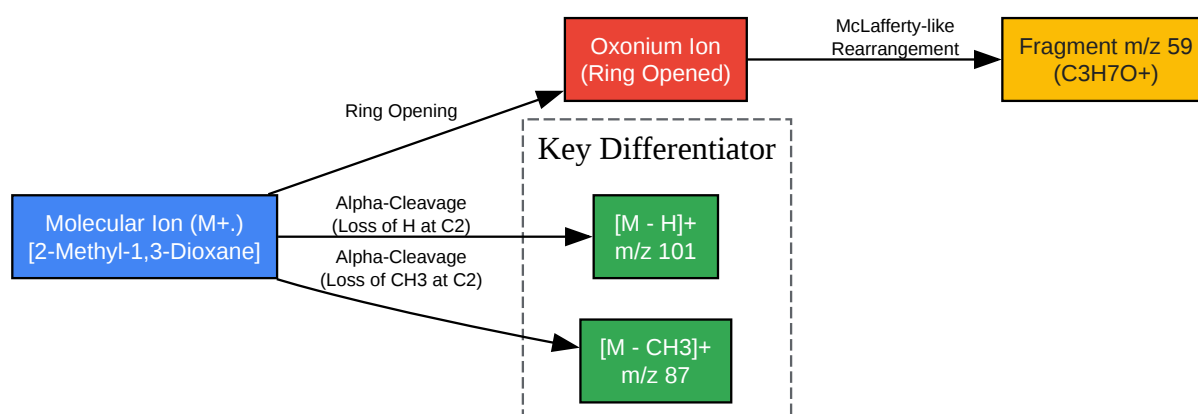 McLafferty-like
Rearrangement
Oxonium Ion
(Ring Opened)
Fragment m/z 59
(C3H7O+)
Ring Opening
Key Differentiator
Molecular Ion (M+.)
[2-Methyl-1,3-Dioxane]
Alpha-Cleavage
(Loss of H at C2)
[M - H]+
m/z 101
Alpha-Cleavage
(Loss of CH3 at C2)
[M - CH3]+
m/z 87